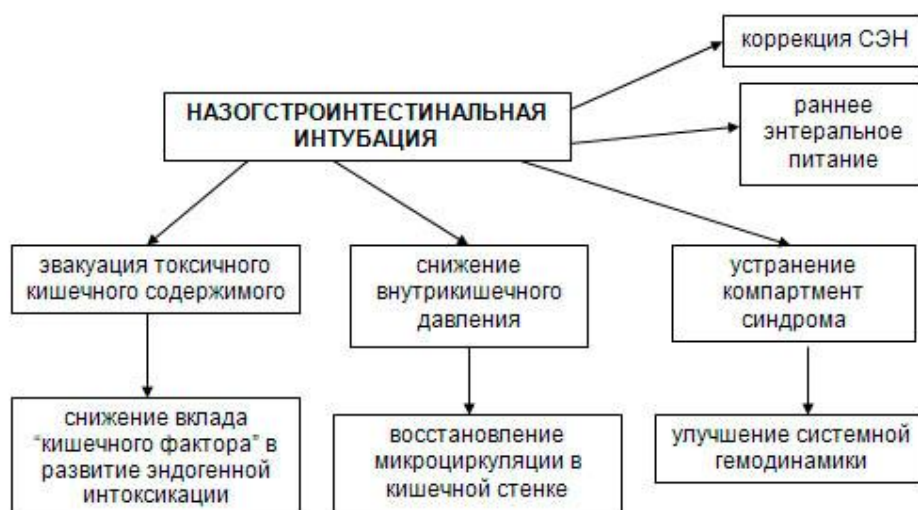 коррекция СЭН
НАЗОГСТРОИНТЕСТИНАЛЬНАЯ
ИНТУБАЦИЯ
раннее
энтеральное
питание
эвакуация токсичного
кишечного содержимого
снижение
внутрикишечного
давления
устранение
компартмент
синдрома
снижение вклада
“кишечного фактора” в
развитие эндогенной
интоксикации
восстановление
микроциркуляции в
кишечной стенке
улучшение системной
гемодинамики